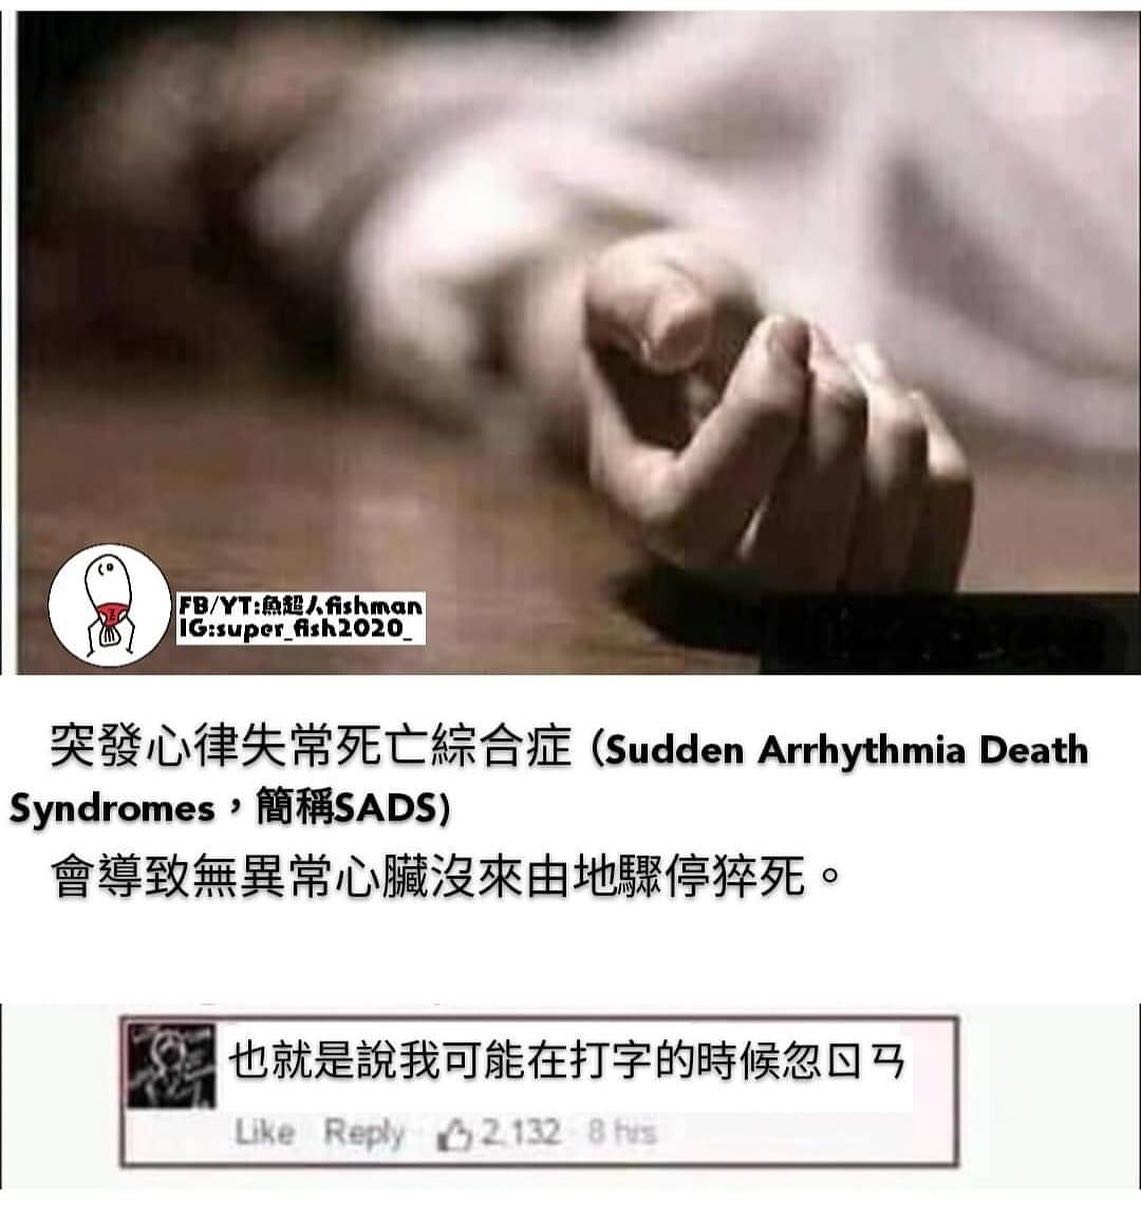 FB/YT:魚超人fishman
IG:super_fish2020_
突發心律失常死亡綜合症 (Sudden Arrhythmia Death
Syndromes，簡稱SADS)
會導致無異常心臟沒來由地驟停猝死。
也就是說我可能在打字的時候忽ㄖㄢ
Like Reply 2,132 8 hrs